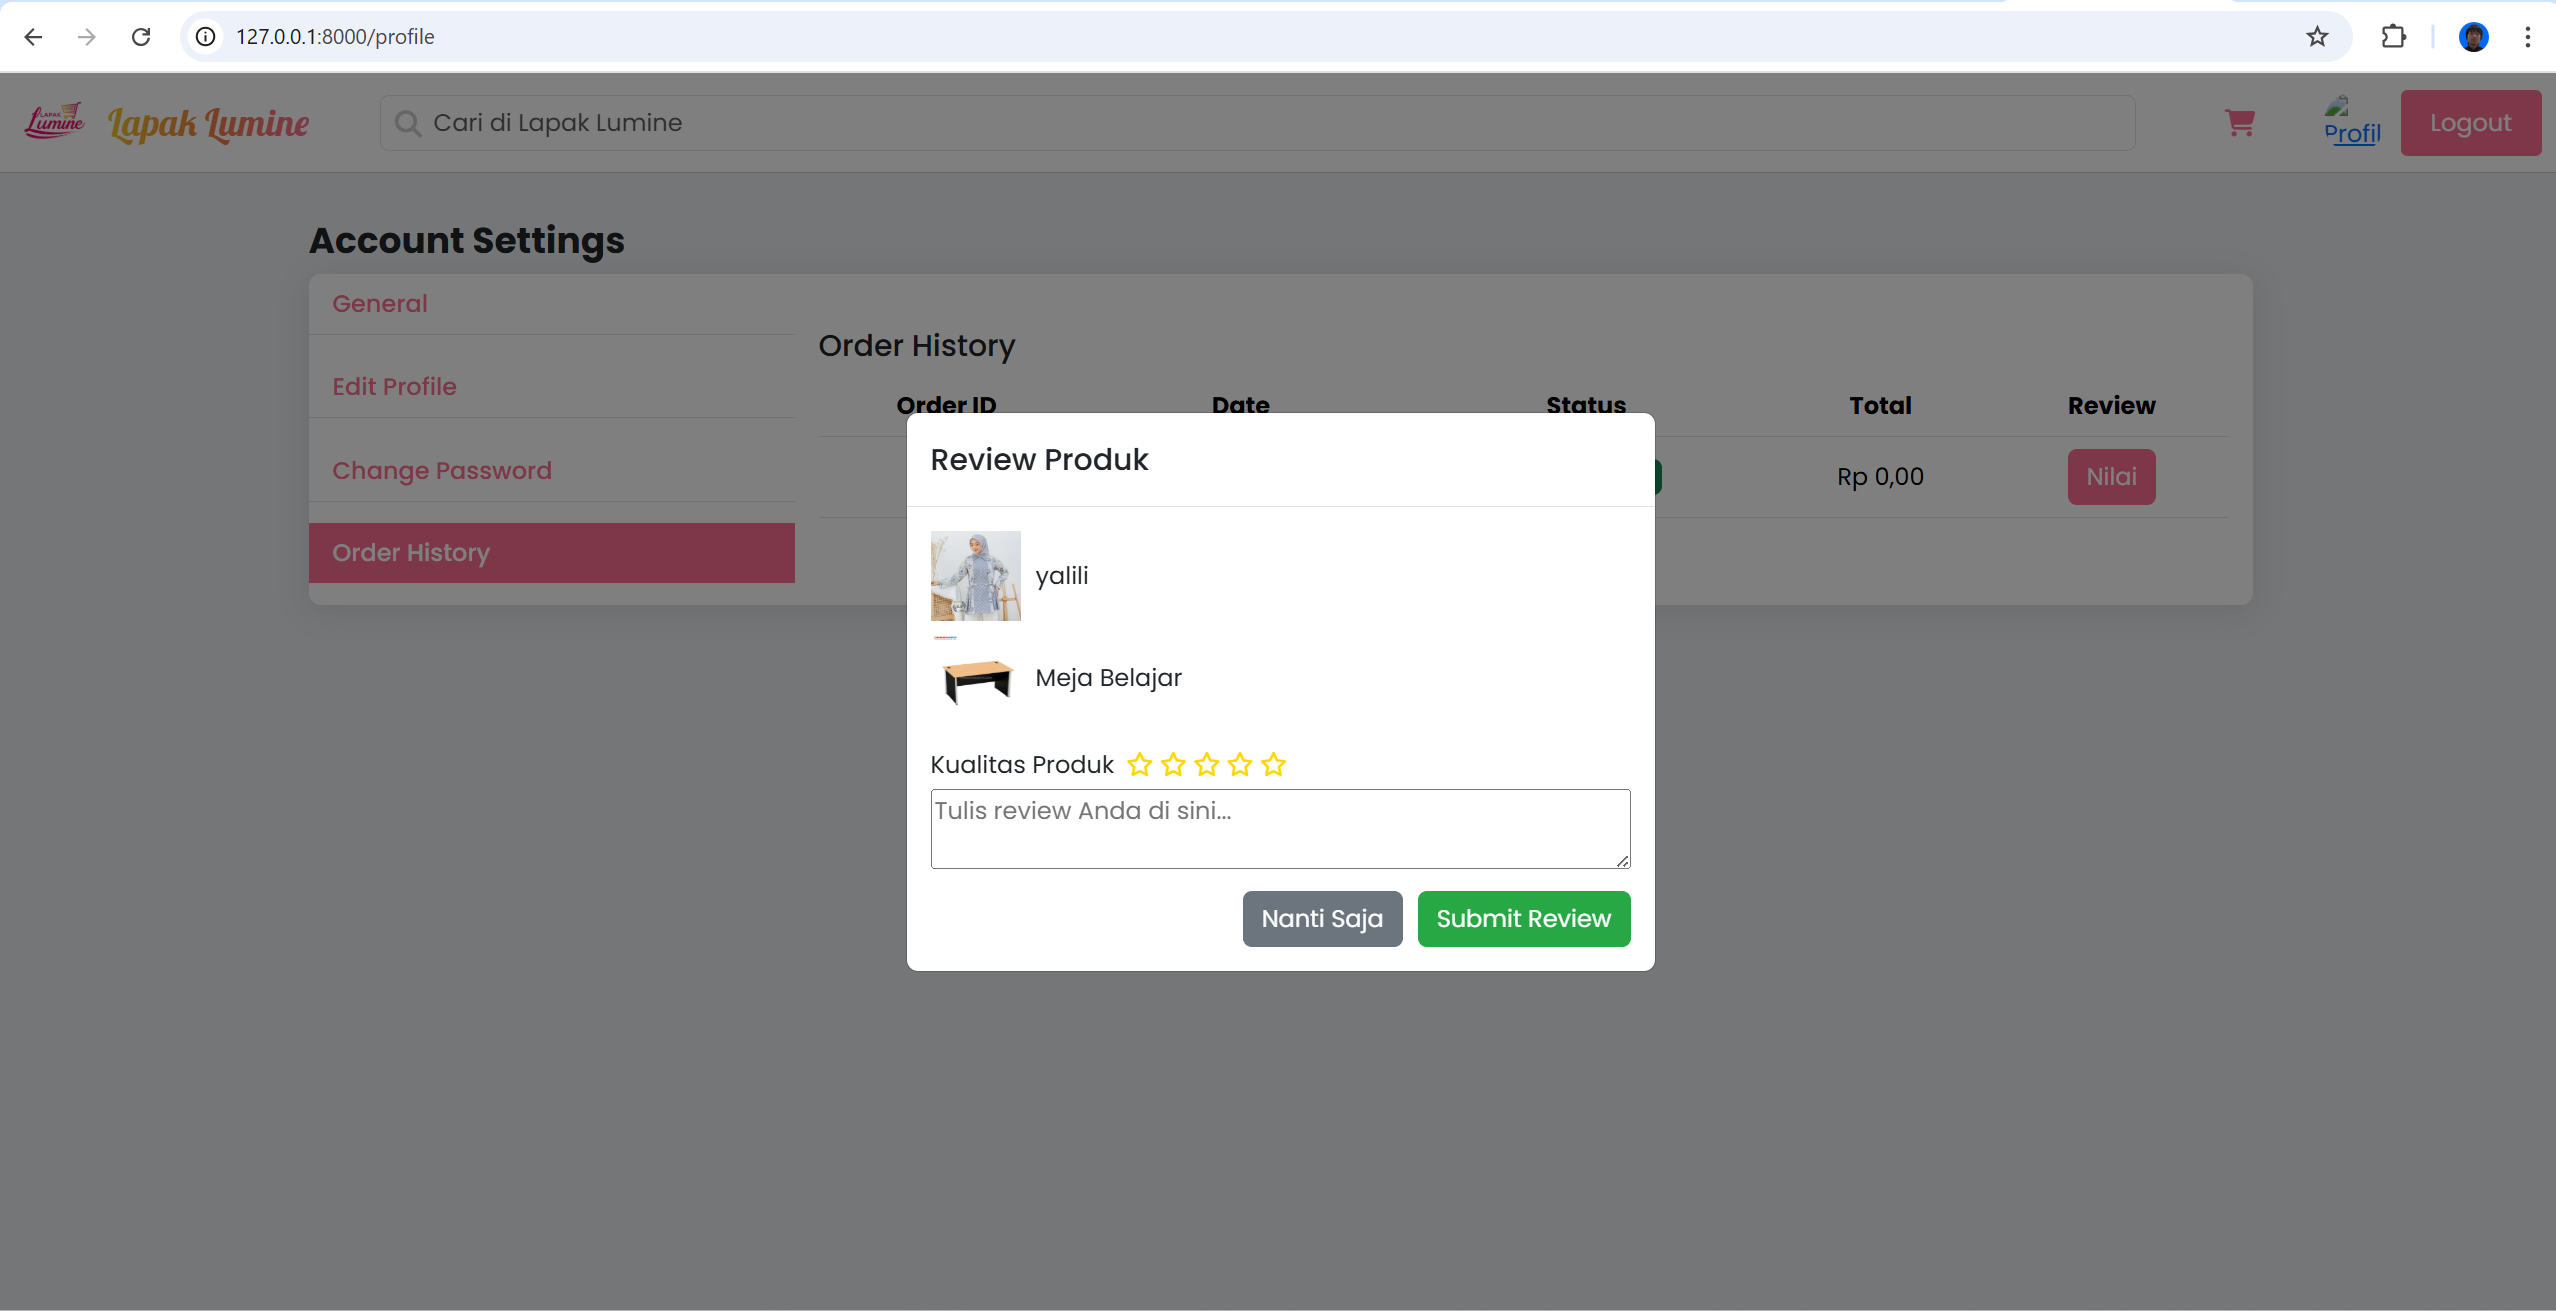 127.0.0.1:8000/profile
LAPAK Lumine
Lapak Lumine
Cari di Lapak Lumine
Profil
Logout
Account Settings
General
Edit Profile
Change Password
Order History
Order History
Order ID Date Status Total Review
Rp 0,00 Nilai
Review Produk
yalili
Meja Belajar
Kualitas Produk
Tulis review Anda di sini...
Nanti Saja Submit Review